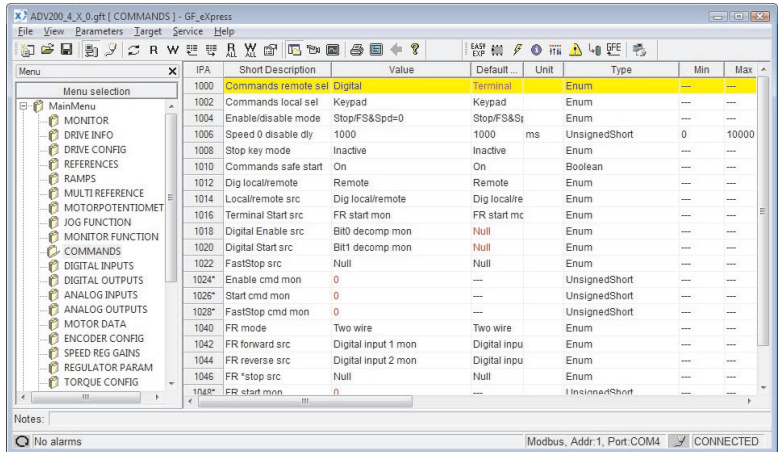 ADV200_4_X_0.gft [ COMMANDS ] - GF_eXpress
File View Parameters Target Service Help
Menu
Menu selection
MainMenu
MONITOR
DRIVE INFO
DRIVE CONFIG
REFERENCES
RAMPS
MULTI REFERENCE
MOTORPOTENTIOMET
JOG FUNCTION
MONITOR FUNCTION
COMMANDS
DIGITAL INPUTS
DIGITAL OUTPUTS
ANALOG INPUTS
ANALOG OUTPUTS
MOTOR DATA
ENCODER CONFIG
SPEED REG GAINS
REGULATOR PARAM
TORQUE CONFIG
IPA Short Description Value Default ... Unit Type Min Max
1000 Commands remote sel Digital Terminal Enum --- ---
1002 Commands local sel Keypad Keypad Enum --- ---
1004 Enable/disable mode Stop/FS&Spd=0 Stop/FS&S Enum --- ---
1006 Speed 0 disable dly 1000 1000 ms UnsignedShort 0 10000
1008 Stop key mode Inactive Inactive Enum --- ---
1010 Commands safe start On On Boolean --- ---
1012 Dig local/remote Remote Remote Enum --- ---
1014 Local/remote src Dig local/remote Dig local/re Enum --- ---
1016 Terminal Start src FR start mon FR start mo Enum --- ---
1018 Digital Enable src Bit0 decomp mon Null Enum --- ---
1020 Digital Start src Bit1 decomp mon Null Enum --- ---
1022 FastStop src Null Null Enum --- ---
1024* Enable cmd mon 0 --- UnsignedShort --- ---
1026* Start cmd mon 0 --- UnsignedShort --- ---
1028* FastStop cmd mon 0 --- UnsignedShort --- ---
1040 FR mode Two wire Two wire Enum --- ---
1042 FR forward src Digital input 1 mon Digital inpu Enum --- ---
1044 FR reverse src Digital input 2 mon Digital inpu Enum --- ---
1046 FR *stop src Null Null Enum --- ---
1048* FR start mon 0 --- UnsignedShort --- ---
Notes:
No alarms Modbus, Addr:1, Port:COM4 CONNECTED